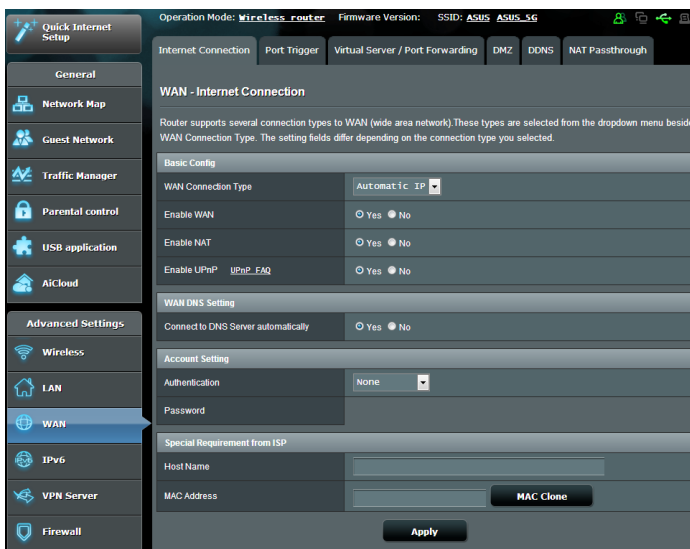 Quick Internet
Setup
General
Network Map
Guest Network
Traffic Manager
Parental control
USB application
AiCloud
Advanced Settings
Wireless
LAN
WAN
IPv6
VPN Server
Firewall
Operation Mode: Wireless router Firmware Version: SSID: ASUS ASUS_5G
Internet Connection Port Trigger Virtual Server / Port Forwarding DMZ DDNS NAT Passthrough
WAN - Internet Connection
Router supports several connection types to WAN (wide area network).These types are selected from the dropdown menu besid
WAN Connection Type. The setting fields differ depending on the connection type you selected.
Basic Config
WAN Connection Type Automatic IP
Enable WAN Yes No
Enable NAT Yes No
Enable UPnP UPnP FAQ Yes No
WAN DNS Setting
Connect to DNS Server automatically Yes No
Account Setting
Authentication None
Password
Special Requirement from ISP
Host Name
MAC Address MAC Clone
Apply